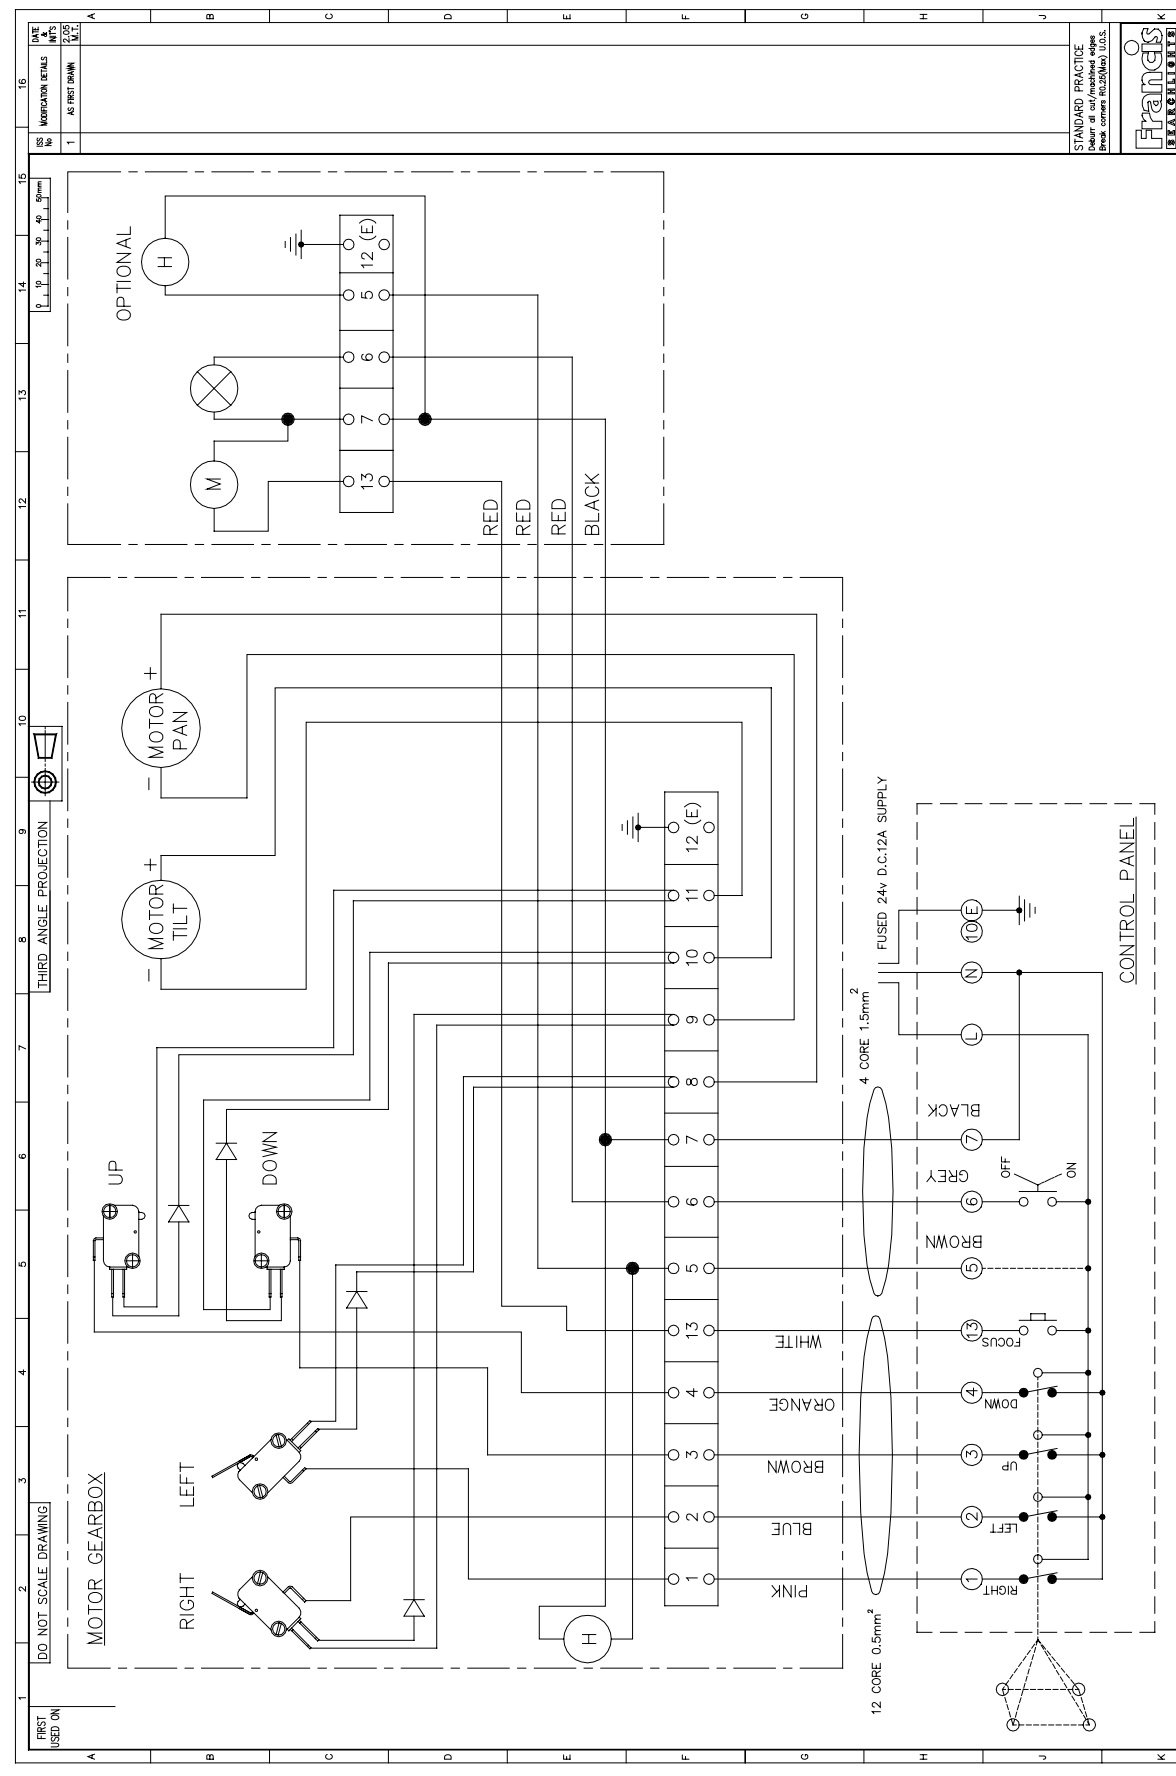 FIRST
USED ON
DO NOT SCALE DRAWING
THIRD ANGLE PROJECTION
0 10 20 30 40 50mm
1 2 3 4 5 6 7 8 9 10 11 12 13 14 15 16
A B C D E F G H J K
ISS
No
MODIFICATION DETAILS
DATE
&
INT'S
1
AS FIRST DRAWN
2.05
M.T.
STANDARD PRACTICE
Deburr all cut/machined edges
Break corners R0.25(Max) U.O.S.
Francis
SEARCHLIGHTS
MOTOR GEARBOX
RIGHT
LEFT
UP
DOWN
- MOTOR +
TILT
- MOTOR +
PAN
OPTIONAL
M
H
13 7 6 5 12 (E)
RED
RED
RED
BLACK
H
1 2 3 4 13 5 6 7 8 9 10 11 12 (E)
PINK
BLUE
BROWN
ORANGE
WHITE
BROWN
GREY
BLACK
12 CORE 0.5mm²
4 CORE 1.5mm²
FUSED 24v D.C.12A SUPPLY
1 2 3 4 13 5 6 7 L N 10 E
RIGHT
LEFT
UP
DOWN
FOCUS
OFF
ON
CONTROL PANEL
A B C D E F G H J K